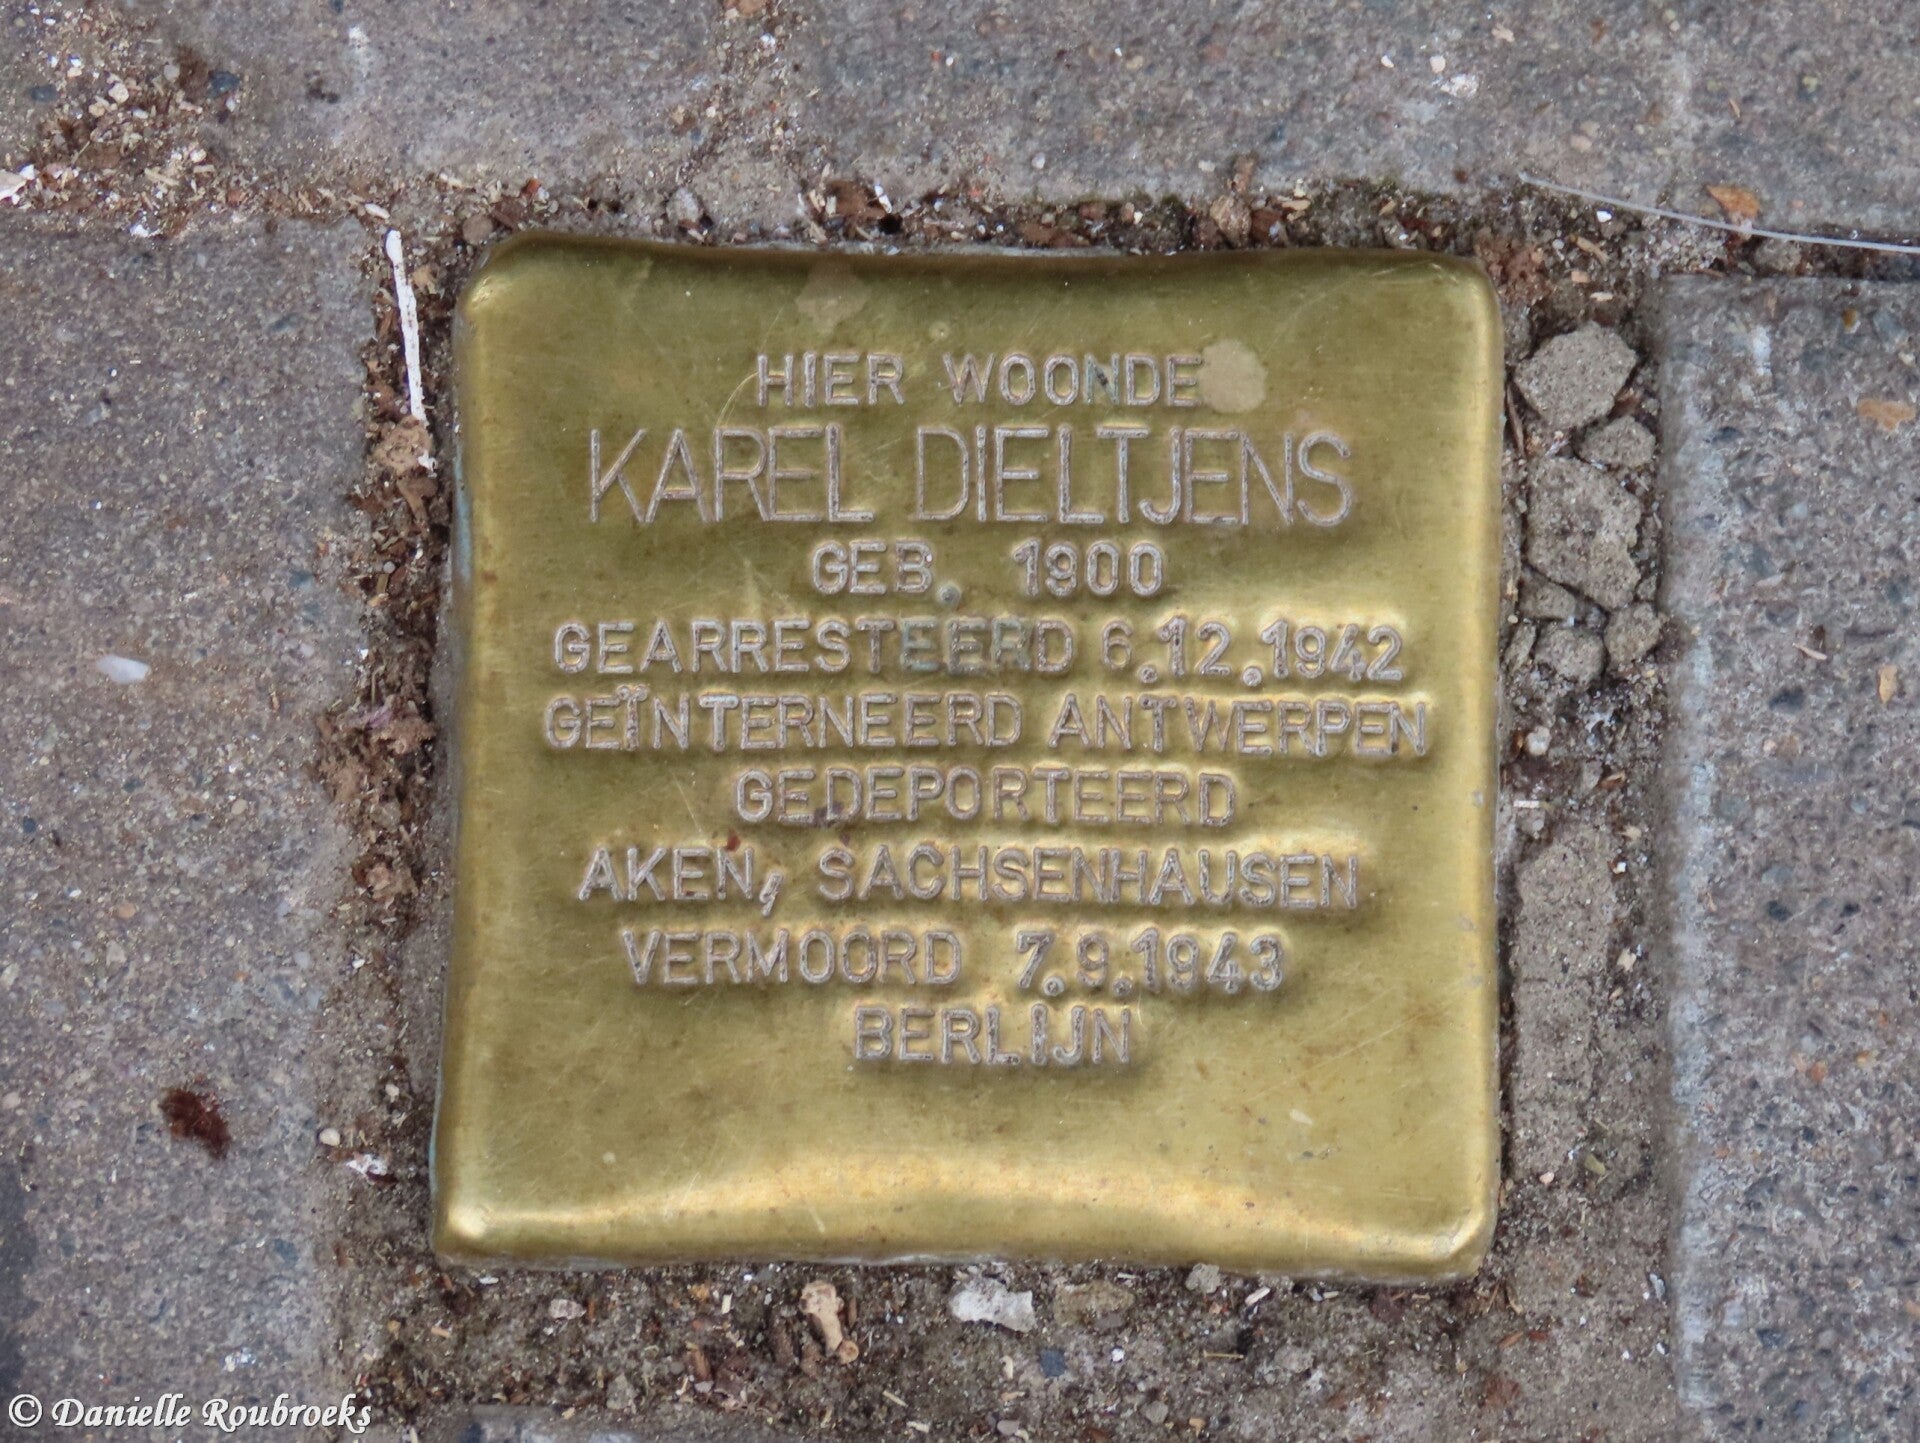 HIER WOONDE
KAREL DIELTJENS
GEB. 1900
GEARRESTEERD 6.12.1942
GEÏNTERNEERD ANTWERPEN
GEDEPORTEERD
AKEN, SACHSENHAUSEN
VERMOORD 7.9.1943
BERLIJN
© Danielle Roubroeks